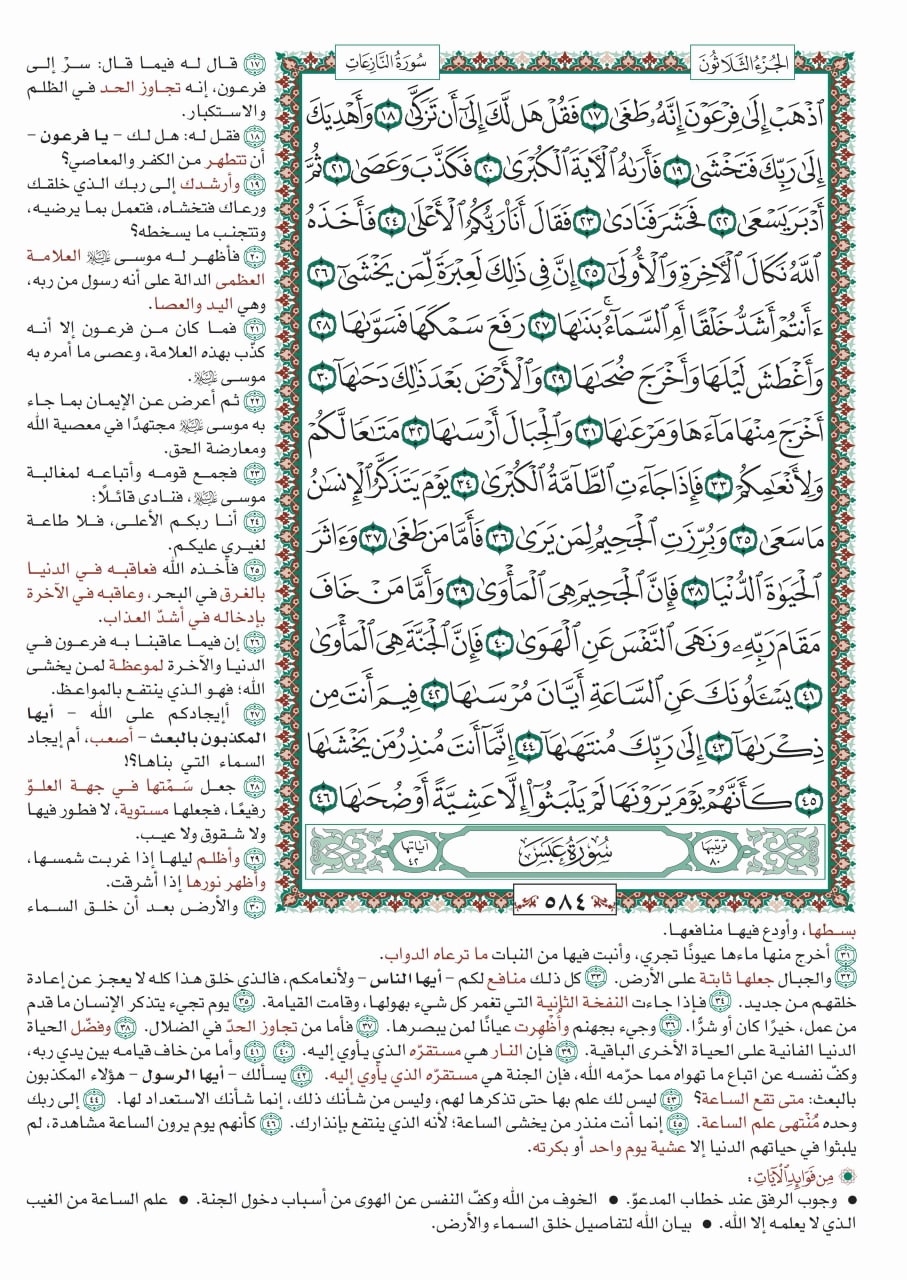 الجُزْءُ الثَّلَاثُونَ
سُورَةُ النَّازِعَاتِ
ٱذْهَبْ إِلَىٰ فِرْعَوْنَ إِنَّهُۥ طَغَىٰ ١٧ فَقُلْ هَل لَّكَ إِلَىٰٓ أَن تَزَكَّىٰ ١٨ وَأَهْدِيَكَ
إِلَىٰ رَبِّكَ فَتَخْشَىٰ ١٩ فَأَرَىٰهُ ٱلْأٓيَةَ ٱلْكُبْرَىٰ ٢٠ فَكَذَّبَ وَعَصَىٰ ٢١ ثُمَّ
أَدْبَرَ يَسْعَىٰ ٢٢ فَحَشَرَ فَنَادَىٰ ٢٣ فَقَالَ أَنَا۠ رَبُّكُمُ ٱلْأَعْلَىٰ ٢٤ فَأَخَذَهُ
ٱللَّهُ نَكَالَ ٱلْأٓخِرَةِ وَٱلْأُولَىٰٓ ٢٥ إِنَّ فِي ذَٰلِكَ لَعِبْرَةً لِّمَن يَخْشَىٰٓ ٢٦
ءَأَنتُمْ أَشَدُّ خَلْقًا أَمِ ٱلسَّمَآءُ ۚ بَنَىٰهَا ٢٧ رَفَعَ سَمْكَهَا فَسَوَّىٰهَا ٢٨
وَأَغْطَشَ لَيْلَهَا وَأَخْرَجَ ضُحَىٰهَا ٢٩ وَٱلْأَرْضَ بَعْدَ ذَٰلِكَ دَحَىٰهَآ ٣٠
أَخْرَجَ مِنْهَا مَآءَهَا وَمَرْعَىٰهَا ٣١ وَٱلْجِبَالَ أَرْسَىٰهَا ٣٢ مَتَٰعًا لَّكُمْ
وَلِأَنْعَٰمِكُمْ ٣٣ فَإِذَا جَآءَتِ ٱلطَّآمَّةُ ٱلْكُبْرَىٰ ٣٤ يَوْمَ يَتَذَكَّرُ ٱلْإِنسَٰنُ
مَا سَعَىٰ ٣٥ وَبُرِّزَتِ ٱلْجَحِيمُ لِمَن يَرَىٰ ٣٦ فَأَمَّا مَن طَغَىٰ ٣٧ وَءَاثَرَ
ٱلْحَيَوٰةَ ٱلدُّنْيَا ٣٨ فَإِنَّ ٱلْجَحِيمَ هِيَ ٱلْمَأْوَىٰ ٣٩ وَأَمَّا مَنْ خَافَ
مَقَامَ رَبِّهِۦ وَنَهَى ٱلنَّفْسَ عَنِ ٱلْهَوَىٰ ٤٠ فَإِنَّ ٱلْجَنَّةَ هِيَ ٱلْمَأْوَىٰ
٤١ يَسْـَٔلُونَكَ عَنِ ٱلسَّاعَةِ أَيَّانَ مُرْسَىٰهَا ٤٢ فِيمَ أَنتَ مِن
ذِكْرَىٰهَآ ٤٣ إِلَىٰ رَبِّكَ مُنتَهَىٰهَآ ٤٤ إِنَّمَآ أَنتَ مُنذِرُ مَن يَخْشَىٰهَا
٤٥ كَأَنَّهُمْ يَوْمَ يَرَوْنَهَا لَمْ يَلْبَثُوٓا۟ إِلَّا عَشِيَّةً أَوْ ضُحَىٰهَا ٤٦
ترتيبها ٨٠ سُورَةُ عَبَسَ آياتها ٤٢
٥٨٤
١٧ قال له فيما قال: سرْ إلى
فرعون، إنه تجاوز الحد في الظلم
والاستكبار.
١٨ فقل له: هل لك – يا فرعون –
أن تتطهر من الكفر والمعاصي؟
١٩ وأرشدك إلى ربك الذي خلقك
ورعاك فتخشاه، فتعمل بما يرضيه،
وتتجنب ما يسخطه؟
٢٠ فأظهر له موسى عليه السلام العلامة
العظمى الدالة على أنه رسول من ربه،
وهي اليد والعصا.
٢١ فما كان من فرعون إلا أنه
كذّب بهذه العلامة، وعصى ما أمره به
موسى عليه السلام.
٢٢ ثم أعرض عن الإيمان بما جاء
به موسى عليه السلام مجتهدًا في معصية الله
ومعارضة الحق.
٢٣ فجمع قومه وأتباعه لمغالبة
موسى عليه السلام، فنادى قائلًا:
٢٤ أنا ربكم الأعلى، فلا طاعة
لغيري عليكم.
٢٥ فأخذه الله فعاقبه في الدنيا
بالغرق في البحر، وعاقبه في الآخرة
بإدخاله في أشدّ العذاب.
٢٦ إن فيما عاقبنا به فرعون في
الدنيا والآخرة لموعظة لمن يخشى
الله؛ فهو الذي ينتفع بالمواعظ.
٢٧ أإيجادكم على الله – أيها
المكذبون بالبعث – أصعب، أم إيجاد
السماء التي بناها؟!
٢٨ جعل سَمْتها في جهة العلوّ
رفيعًا، فجعلها مستوية، لا فطور فيها
ولا شقوق ولا عيب.
٢٩ وأظلم ليلها إذا غربت شمسها،
وأظهر نورها إذا أشرقت.
٣٠ والأرض بعد أن خلق السماء
بسطها، وأودع فيها منافعها.
٣١ أخرج منها ماءها عيونًا تجري، وأنبت فيها من النبات ما ترعاه الدواب.
٣٢ والجبال جعلها ثابتة على الأرض. ٣٣ كل ذلك منافع لكم – أيها الناس – ولأنعامكم، فالذي خلق هذا كله لا يعجز عن إعادة
خلقهم من جديد. ٣٤ فإذا جاءت النفخة الثانية التي تغمر كل شيء بهولها، وقامت القيامة. ٣٥ يوم تجيء يتذكر الإنسان ما قدم
من عمل، خيرًا كان أو شرًّا. ٣٦ وجيء بجهنم وأُظْهِرت عيانًا لمن يبصرها. ٣٧ فأما من تجاوز الحدّ في الضلال. ٣٨ وفضّل الحياة
الدنيا الفانية على الحياة الأخرى الباقية. ٣٩ فإن النار هي مستقرّه الذي يأوي إليه. ٤٠ ٤١ وأما من خاف قيامه بين يدي ربه،
وكفّ نفسه عن اتباع ما تهواه مما حرّمه الله، فإن الجنة هي مستقرّه الذي يأوي إليه. ٤٢ يسألك – أيها الرسول – هؤلاء المكذبون
بالبعث: متى تقع الساعة؟ ٤٣ ليس لك علم بها حتى تذكرها لهم، وليس من شأنك ذلك، إنما شأنك الاستعداد لها. ٤٤ إلى ربك
وحده مُنْتهى علم الساعة. ٤٥ إنما أنت منذر من يخشى الساعة؛ لأنه الذي ينتفع بإنذارك. ٤٦ كأنهم يوم يرون الساعة مشاهدة، لم
يلبثوا في حياتهم الدنيا إلا عشية يوم واحد أو بكرته.
مِن فَوَائِدِ الآيَاتِ:
• وجوب الرفق عند خطاب المدعوّ. • الخوف من الله وكفّ النفس عن الهوى من أسباب دخول الجنة. • علم الساعة من الغيب
الذي لا يعلمه إلا الله. • بيان الله لتفاصيل خلق السماء والأرض.